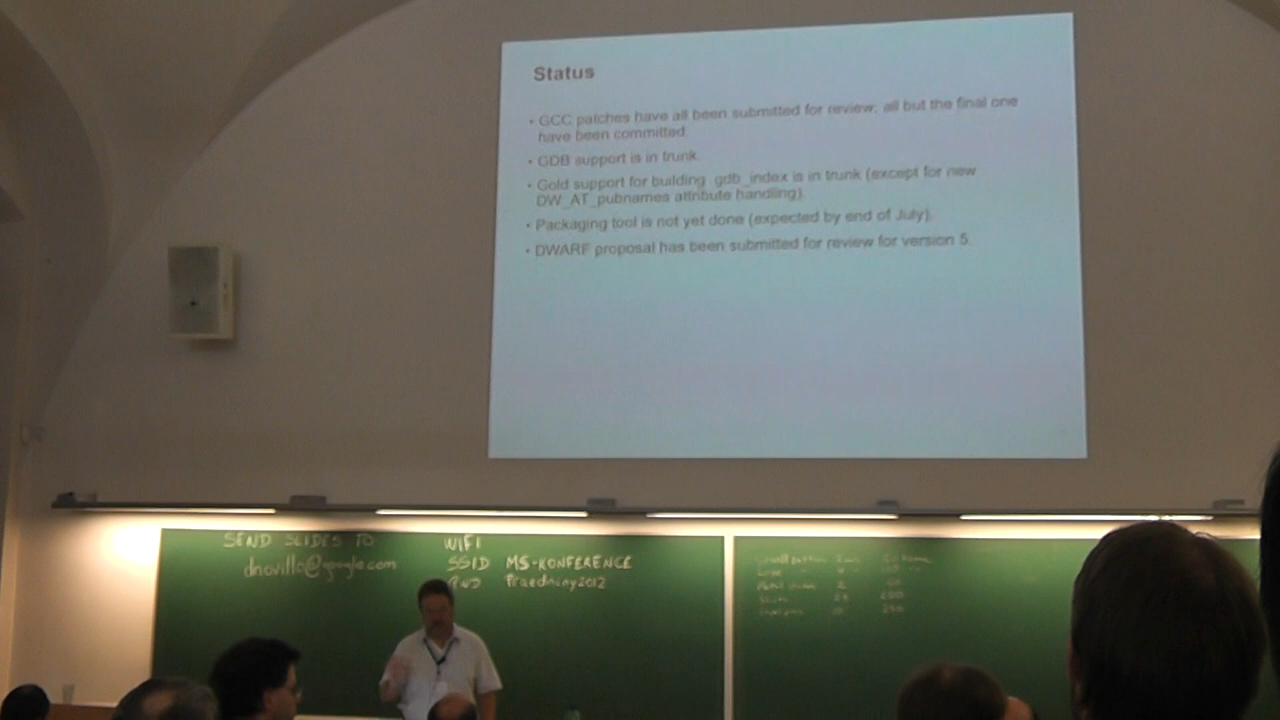 Status
• GCC patches have all been submitted for review; all but the final one
have been committed.
• GDB support is in trunk.
• Gold support for building .gdb_index is in trunk (except for new
DW_AT_pubnames attribute handling).
• Packaging tool is not yet done (expected by end of July).
• DWARF proposal has been submitted for review for version 5.
SEND SLIDES TO
dnovillo@google.com
WIFI
SSID MS-KONFERENCE
PWD